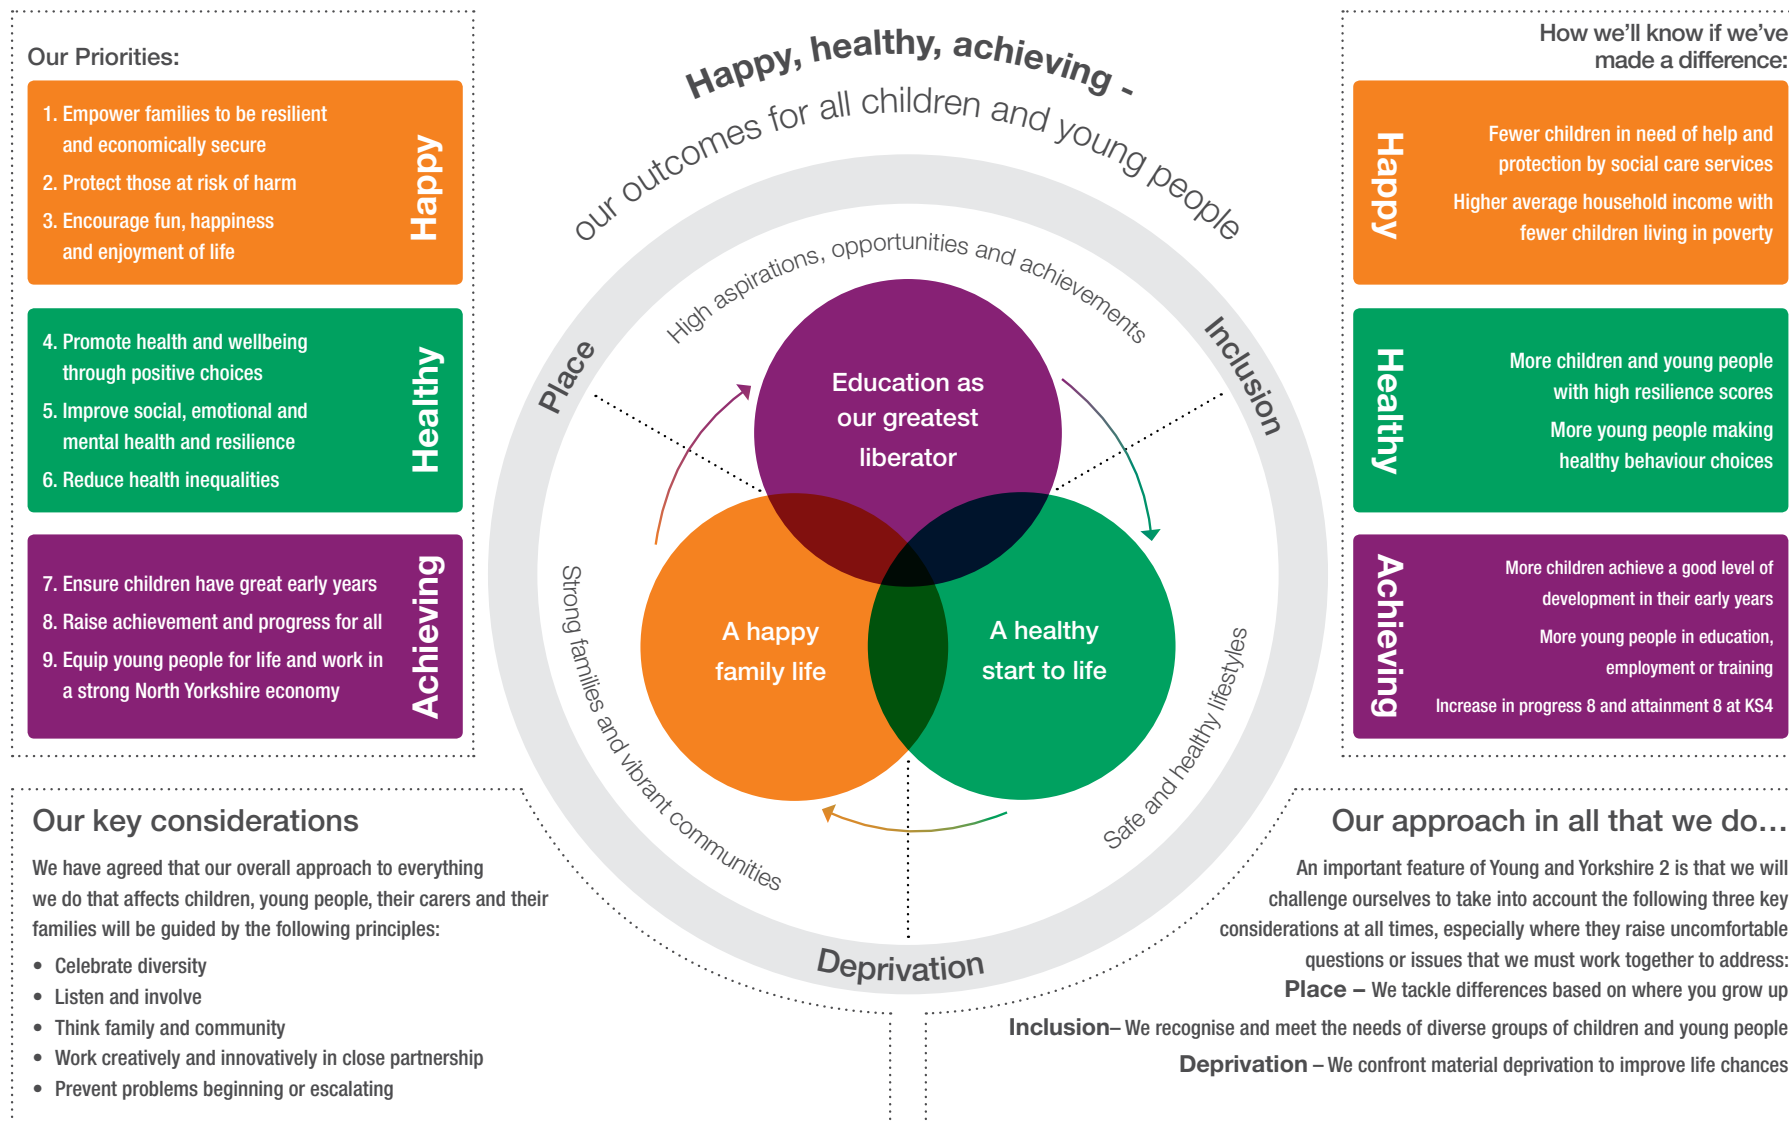 Our Priorities:
1. Empower families to be resilient
and economically secure
2. Protect those at risk of harm
3. Encourage fun, happiness
and enjoyment of life
Happy
4. Promote health and wellbeing
through positive choices
5. Improve social, emotional and
mental health and resilience
6. Reduce health inequalities
Healthy
7. Ensure children have great early years
8. Raise achievement and progress for all
9. Equip young people for life and work in
a strong North Yorkshire economy
Achieving
Happy, healthy, achieving -
our outcomes for all children and young people
Place
Inclusion
Deprivation
High aspirations, opportunities and achievements
Strong families and vibrant communities
Safe and healthy lifestyles
Education as
our greatest
liberator
A happy
family life
A healthy
start to life
How we'll know if we've
made a difference:
Happy
Fewer children in need of help and
protection by social care services
Higher average household income with
fewer children living in poverty
Healthy
More children and young people
with high resilience scores
More young people making
healthy behaviour choices
Achieving
More children achieve a good level of
development in their early years
More young people in education,
employment or training
Increase in progress 8 and attainment 8 at KS4
Our key considerations
We have agreed that our overall approach to everything
we do that affects children, young people, their carers and their
families will be guided by the following principles:
• Celebrate diversity
• Listen and involve
• Think family and community
• Work creatively and innovatively in close partnership
• Prevent problems beginning or escalating
Our approach in all that we do…
An important feature of Young and Yorkshire 2 is that we will
challenge ourselves to take into account the following three key
considerations at all times, especially where they raise uncomfortable
questions or issues that we must work together to address:
Place – We tackle differences based on where you grow up
Inclusion– We recognise and meet the needs of diverse groups of children and young people
Deprivation – We confront material deprivation to improve life chances